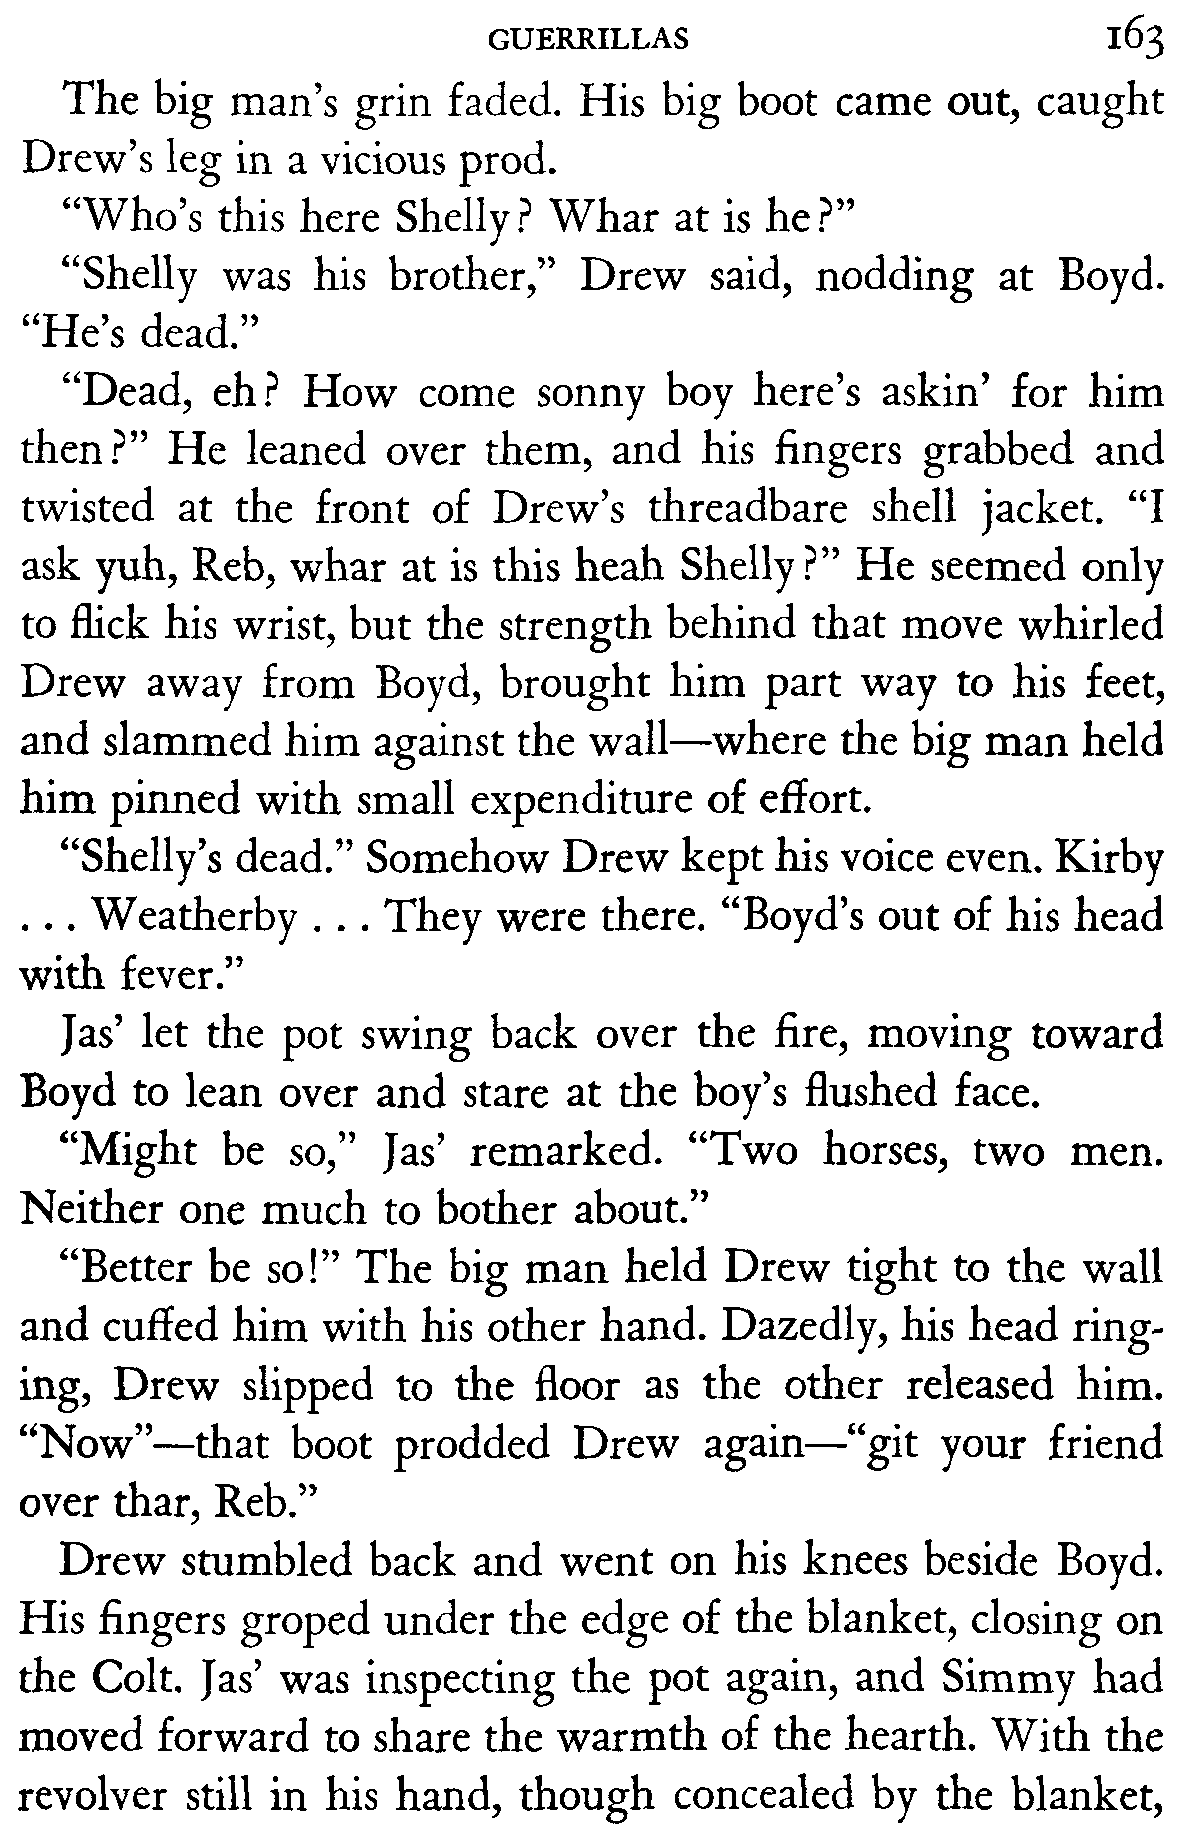 GUERRILLAS 163
The big man’s grin faded. His big boot came out, caught
Drew’s leg in a vicious prod.
“Who’s this here Shelly? Whar at is he?”
“Shelly was his brother,” Drew said, nodding at Boyd.
“He’s dead.”
“Dead, eh? How come sonny boy here’s askin’ for him
then?” He leaned over them, and his fingers grabbed and
twisted at the front of Drew’s threadbare shell jacket. “I
ask yuh, Reb, whar at is this heah Shelly?” He seemed only
to flick his wrist, but the strength behind that move whirled
Drew away from Boyd, brought him part way to his feet,
and slammed him against the wall—where the big man held
him pinned with small expenditure of effort.
“Shelly’s dead.” Somehow Drew kept his voice even. Kirby
. . . Weatherby . . . They were there. “Boyd’s out of his head
with fever.”
Jas’ let the pot swing back over the fire, moving toward
Boyd to lean over and stare at the boy’s flushed face.
“Might be so,” Jas’ remarked. “Two horses, two men.
Neither one much to bother about.”
“Better be so!” The big man held Drew tight to the wall
and cuffed him with his other hand. Dazedly, his head ring-
ing, Drew slipped to the floor as the other released him.
“Now”—that boot prodded Drew again—“git your friend
over thar, Reb.”
Drew stumbled back and went on his knees beside Boyd.
His fingers groped under the edge of the blanket, closing on
the Colt. Jas’ was inspecting the pot again, and Simmy had
moved forward to share the warmth of the hearth. With the
revolver still in his hand, though concealed by the blanket,